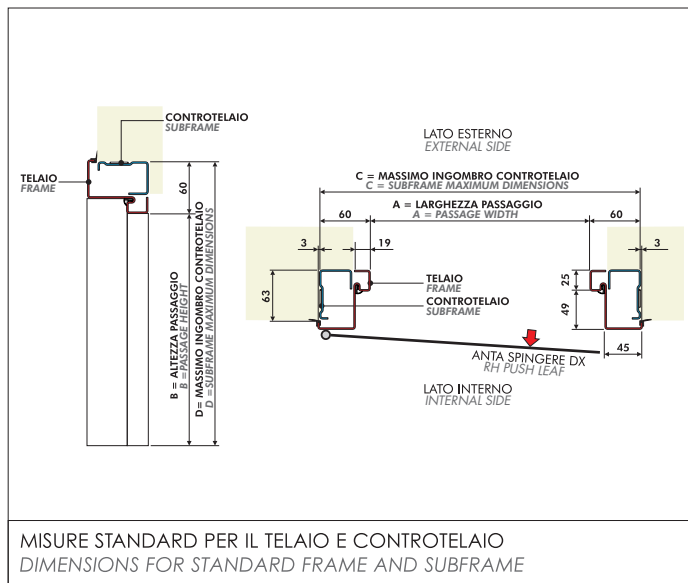 CONTROTELAIO
SUBFRAME
TELAIO
FRAME
60
B = ALTEZZA PASSAGGIO
B =PASSAGE HEIGHT
D= MASSIMO INGOMBRO CONTROTELAIO
D = SUBFRAME MAXIMUM DIMENSIONS
LATO ESTERNO
EXTERNAL SIDE
C = MASSIMO INGOMBRO CONTROTELAIO
C = SUBFRAME MAXIMUM DIMENSIONS
60
A = LARGHEZZA PASSAGGIO
A = PASSAGE WIDTH
60
3
19
3
63
TELAIO
FRAME
CONTROTELAIO
SUBFRAME
25
49
45
ANTA SPINGERE DX
RH PUSH LEAF
LATO INTERNO
INTERNAL SIDE
MISURE STANDARD PER IL TELAIO E CONTROTELAIO
DIMENSIONS FOR STANDARD FRAME AND SUBFRAME